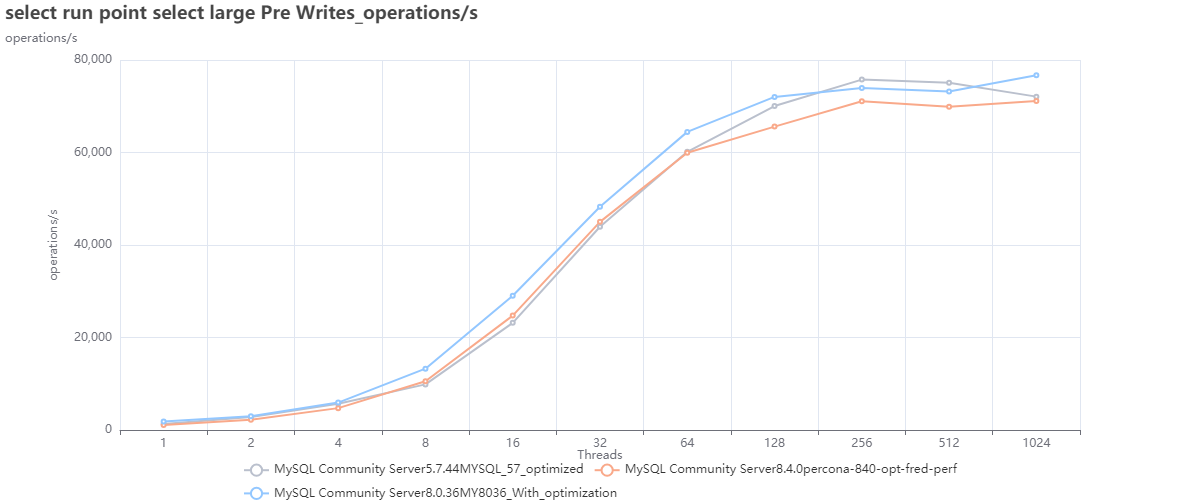 select run point select large Pre Writes_operations/s
operations/s
80,000
60,000
40,000
20,000
0
operations/s
1 2 4 8 16 32 64 128 256 512 1024
Threads
MySQL Community Server5.7.44MYSQL_57_optimized MySQL Community Server8.4.0percona-840-opt-fred-perf
MySQL Community Server8.0.36MY8036_With_optimization